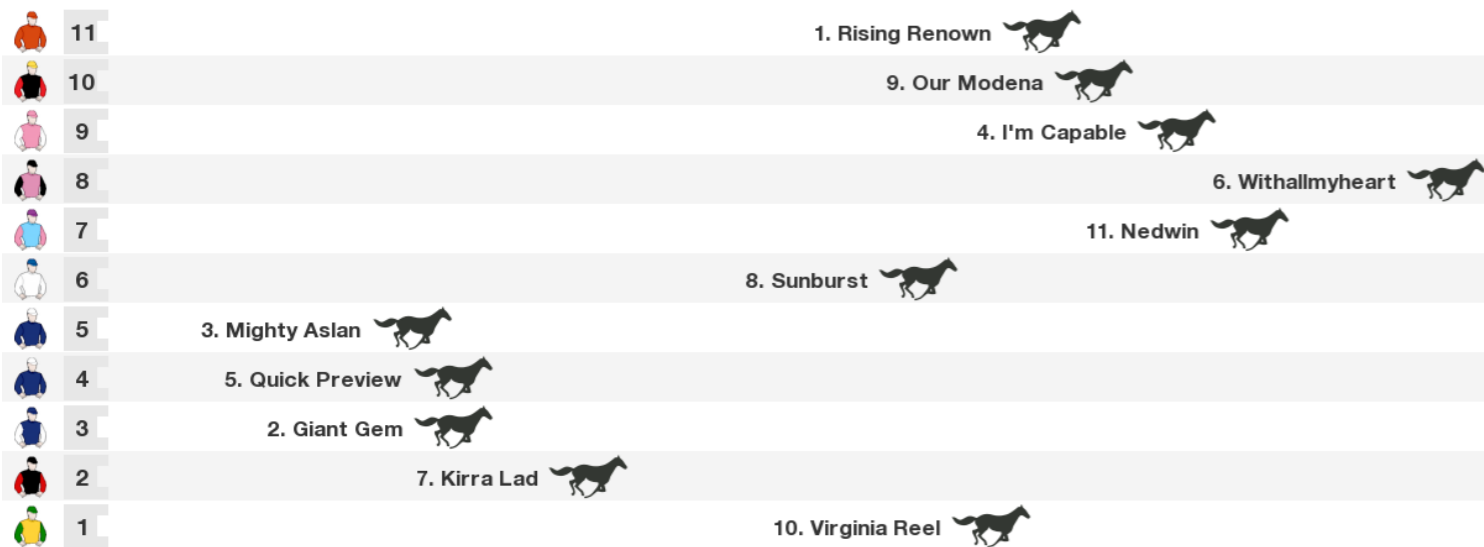 11 1. Rising Renown
10 9. Our Modena
9 4. I'm Capable
8 6. Withallmyheart
7 11. Nedwin
6 8. Sunburst
5 3. Mighty Aslan
4 5. Quick Preview
3 2. Giant Gem
2 7. Kirra Lad
1 10. Virginia Reel